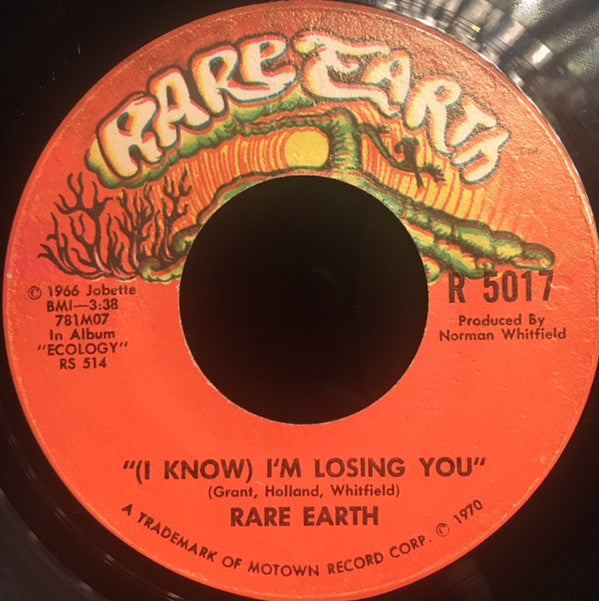 RARE EARTH
© 1966 Jobette
BMI—3:38
781M07
In Album
"ECOLOGY"
RS 514
R 5017
Produced By
Norman Whitfield
"(I KNOW) I'M LOSING YOU"
(Grant, Holland, Whitfield)
RARE EARTH
A TRADEMARK OF MOTOWN RECORD CORP. © 1970